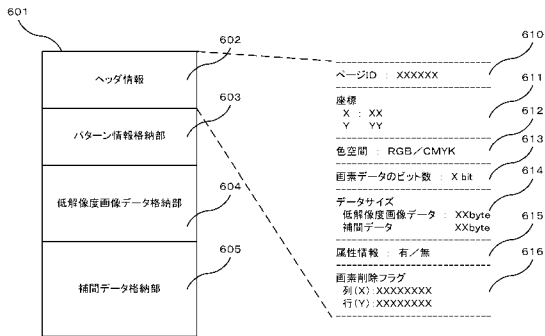 601
602
ヘッダ情報
603
パターン情報格納部
604
低解像度画像データ格納部
605
補間データ格納部
610
ページID : XXXXXX
611
座標
X : XX
Y YY
612
色空間 : RGB/CMYK
613
画素データのビット数 : X bit
614
データサイズ
低解像度画像データ : XXbyte
補間データ XXbyte
615
属性情報 : 有/無
616
画素削除フラグ
列(X):XXXXXXXX
行(Y):XXXXXXXX